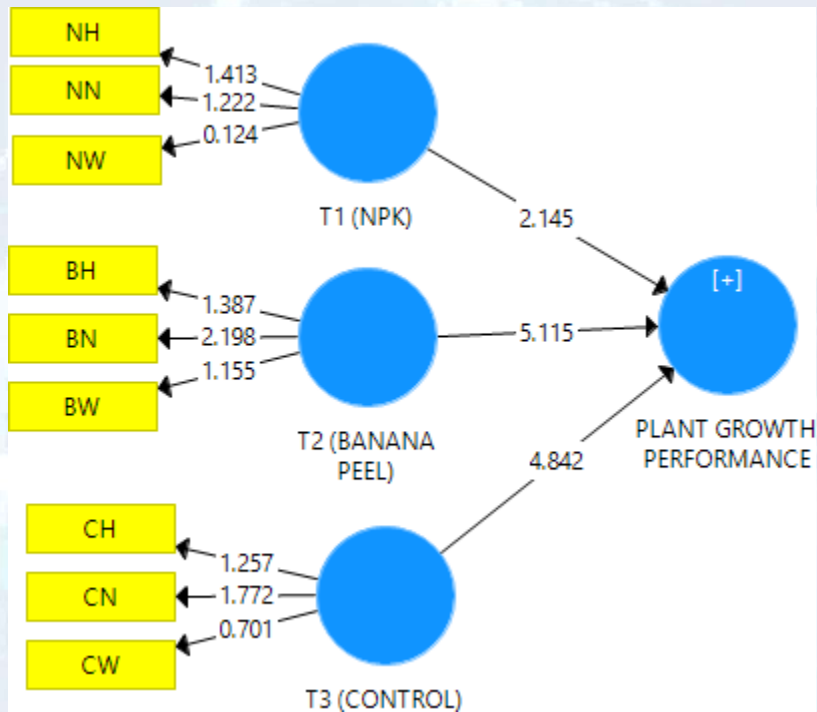 NH
NN
NW
1.413
1.222
0.124
T1 (NPK)
2.145
BH
BN
BW
1.387
2.198
1.155
T2 (BANANA
PEEL)
5.115
[+]
PLANT GROWTH
PERFORMANCE
4.842
CH
CN
CW
1.257
1.772
0.701
T3 (CONTROL)